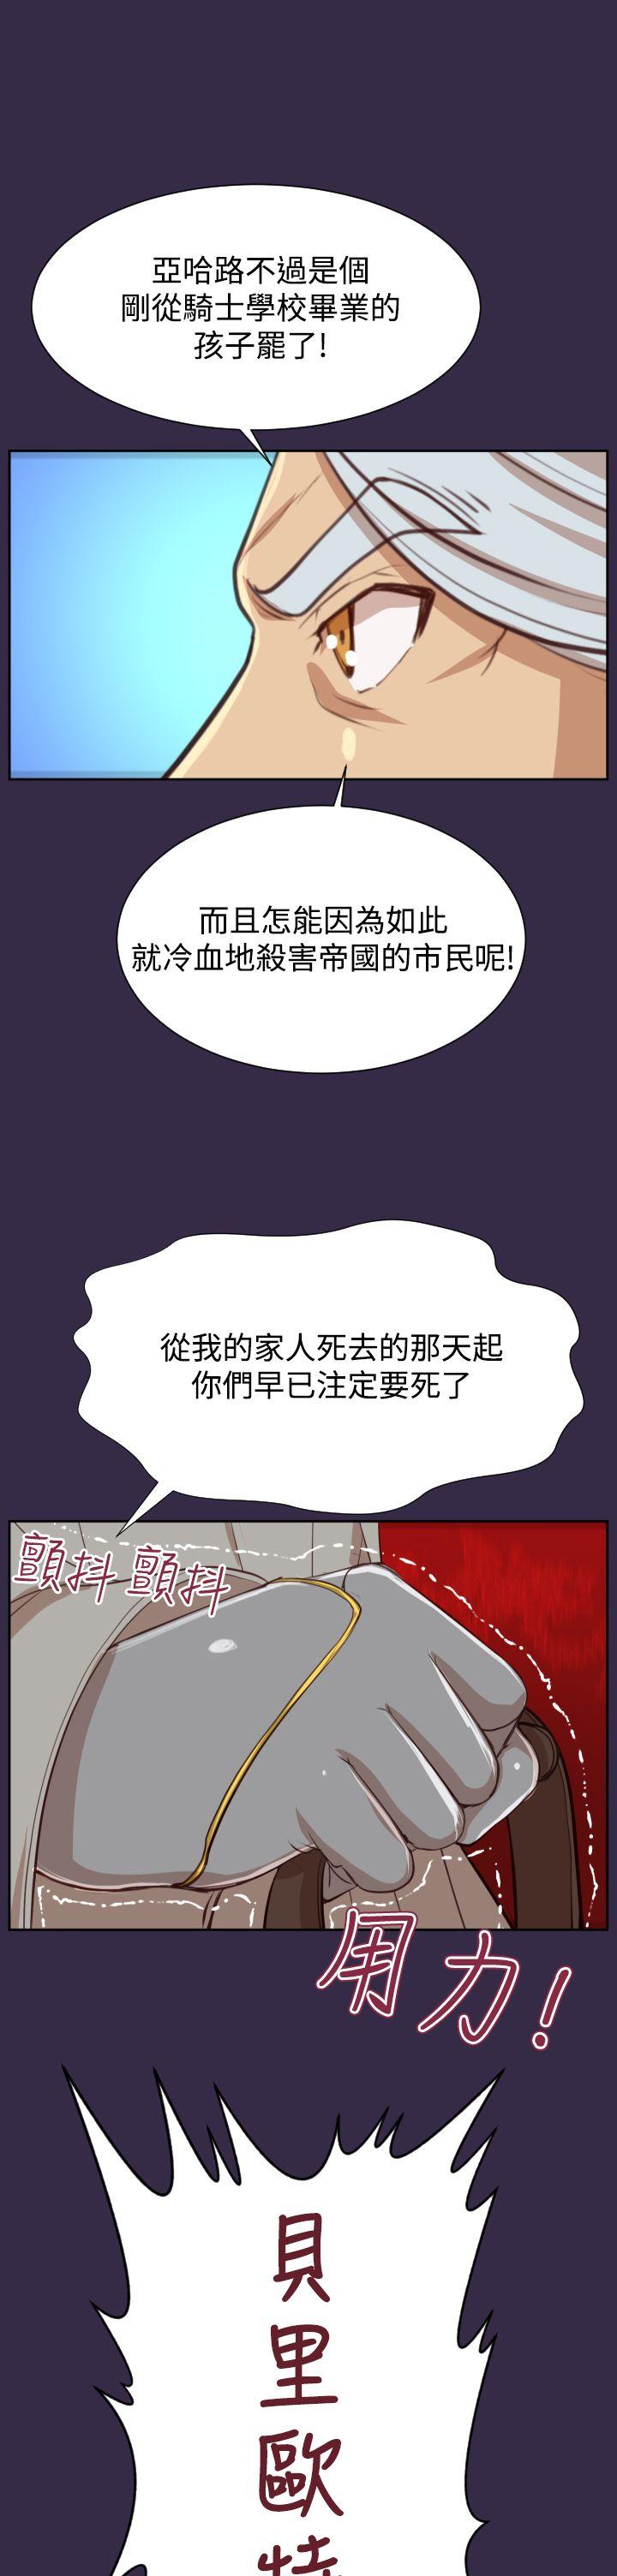 亞哈路不過是個
剛從騎士學校畢業的
孩子罷了!
而且怎能因為如此
就冷血地殺害帝國的市民呢!
從我的家人死去的那天起
你們早已注定要死了
顫抖 顫抖
用力!
貝里歐